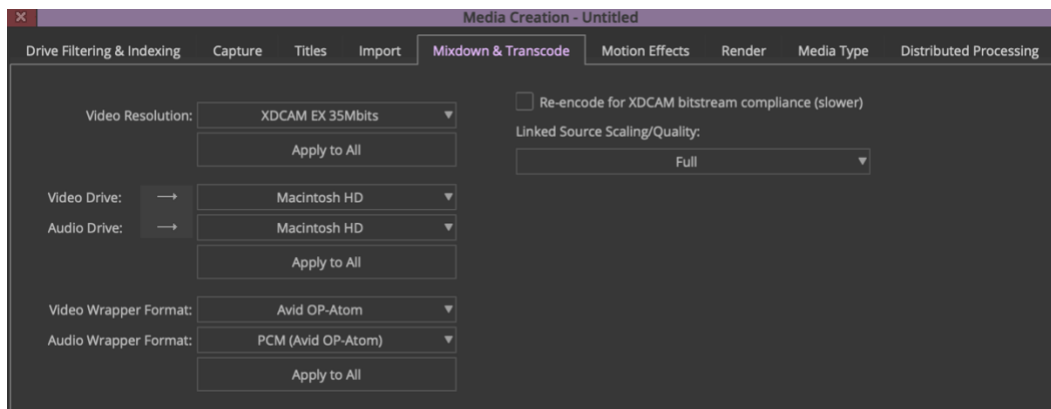 Media Creation - Untitled
Drive Filtering & Indexing Capture Titles Import Mixdown & Transcode Motion Effects Render Media Type Distributed Processing
Video Resolution: XDCAM EX 35Mbits
Apply to All
Video Drive: → Macintosh HD
Audio Drive: → Macintosh HD
Apply to All
Video Wrapper Format: Avid OP-Atom
Audio Wrapper Format: PCM (Avid OP-Atom)
Apply to All
Re-encode for XDCAM bitstream compliance (slower)
Linked Source Scaling/Quality:
Full